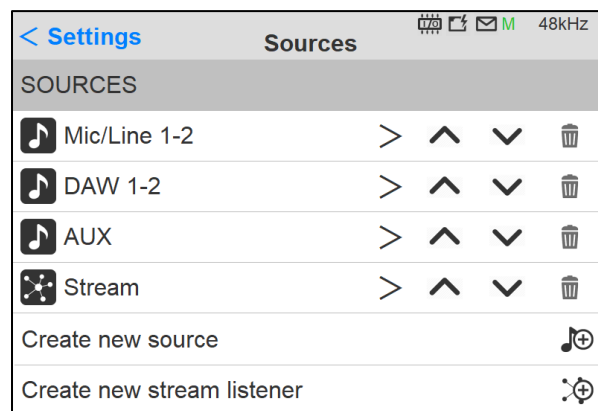 < Settings
Sources
I/O M 48kHz
SOURCES
Mic/Line 1-2
DAW 1-2
AUX
Stream
Create new source
Create new stream listener